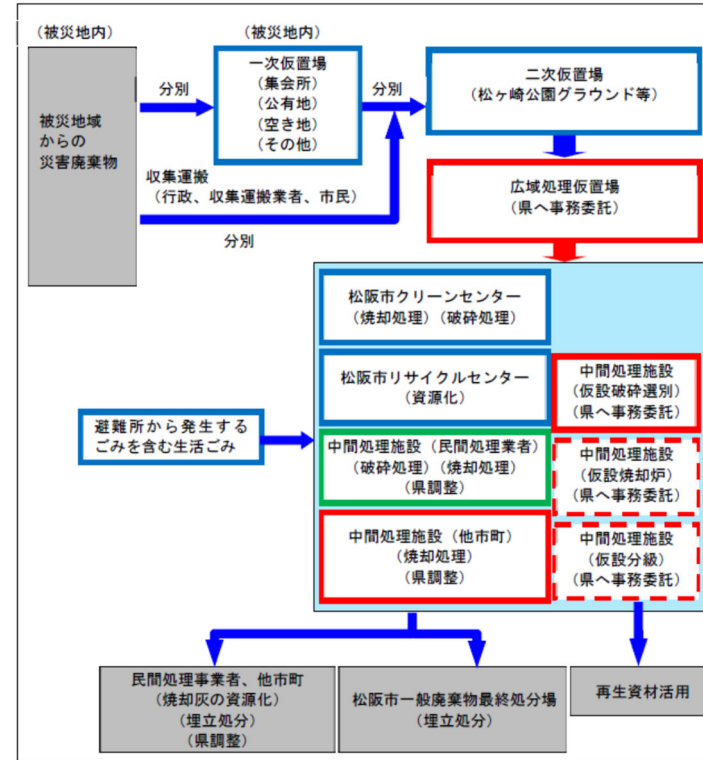 （被災地内）
（被災地内）
被災地域
からの
災害廃棄物
分別
一次仮置場
（集会所）
（公有地）
（空き地）
（その他）
分別
二次仮置場
（松ヶ崎公園グラウンド等）
収集運搬
（行政、収集運搬業者、市民）
分別
広域処理仮置場
（県へ事務委託）
松阪市クリーンセンター
（焼却処理）（破砕処理）
松阪市リサイクルセンター
（資源化）
中間処理施設
（仮設破砕選別）
（県へ事務委託）
避難所から発生する
ごみを含む生活ごみ
中間処理施設（民間処理業者）
（破砕処理）（焼却処理）
（県調整）
中間処理施設
（仮設焼却炉）
（県へ事務委託）
中間処理施設（他市町）
（焼却処理）
（県調整）
中間処理施設
（仮設分級）
（県へ事務委託）
民間処理事業者、他市町
（焼却灰の資源化）
（埋立処分）
（県調整）
松阪市一般廃棄物最終処分場
（埋立処分）
再生資材活用